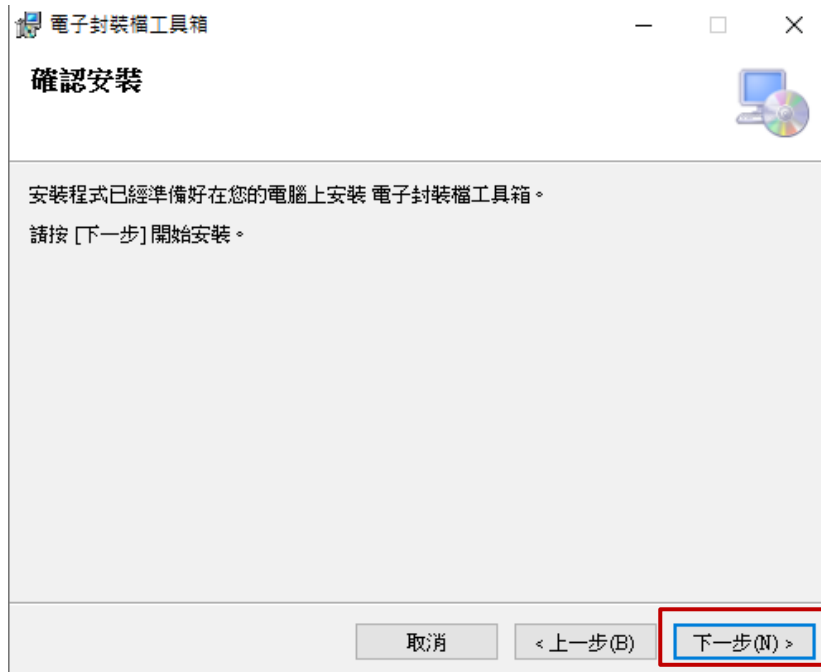 電子封裝檔工具箱
確認安裝
安裝程式已經準備好在您的電腦上安裝 電子封裝檔工具箱。
請按 [下一步] 開始安裝。
取消
< 上一步(B)
下一步(N) >